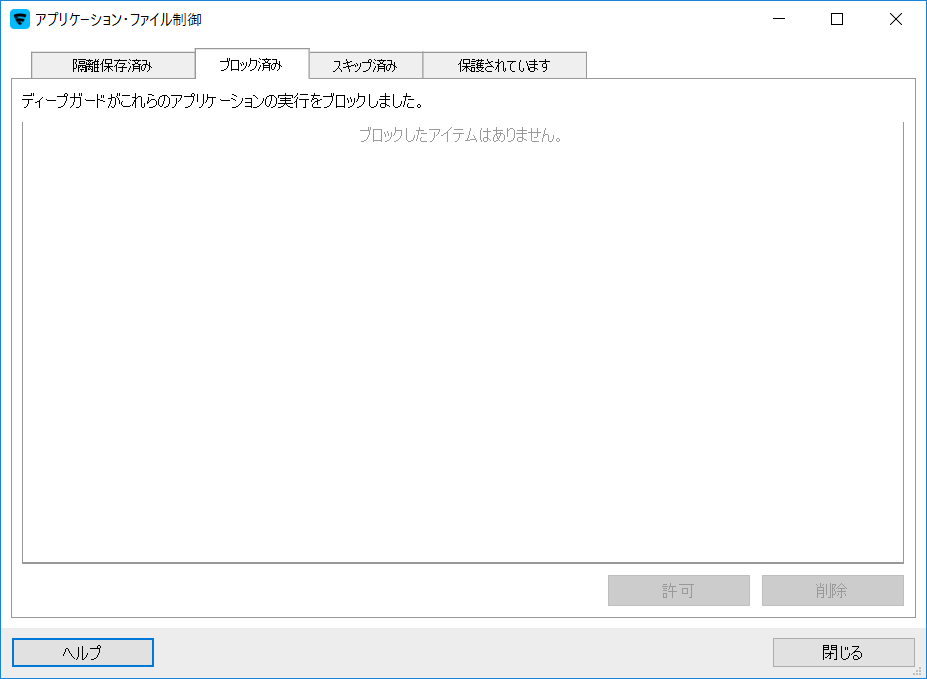 アプリケーション・ファイル制御
隔離保存済み
ブロック済み
スキップ済み
保護されています
ディープガードがこれらのアプリケーションの実行をブロックしました。
ブロックしたアイテムはありません。
許可
削除
ヘルプ
閉じる